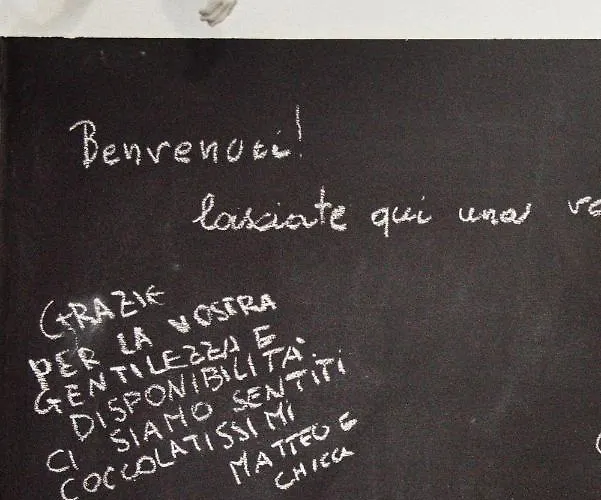 Benvenuti!
lasciate qui una
GRAZIE
PER LA VOSTRA
GENTILEZZA E
DISPONIBILITÀ.
CI SIAMO SENTITI
COCCOLATISSIMI
MATTEO E
CHICCA